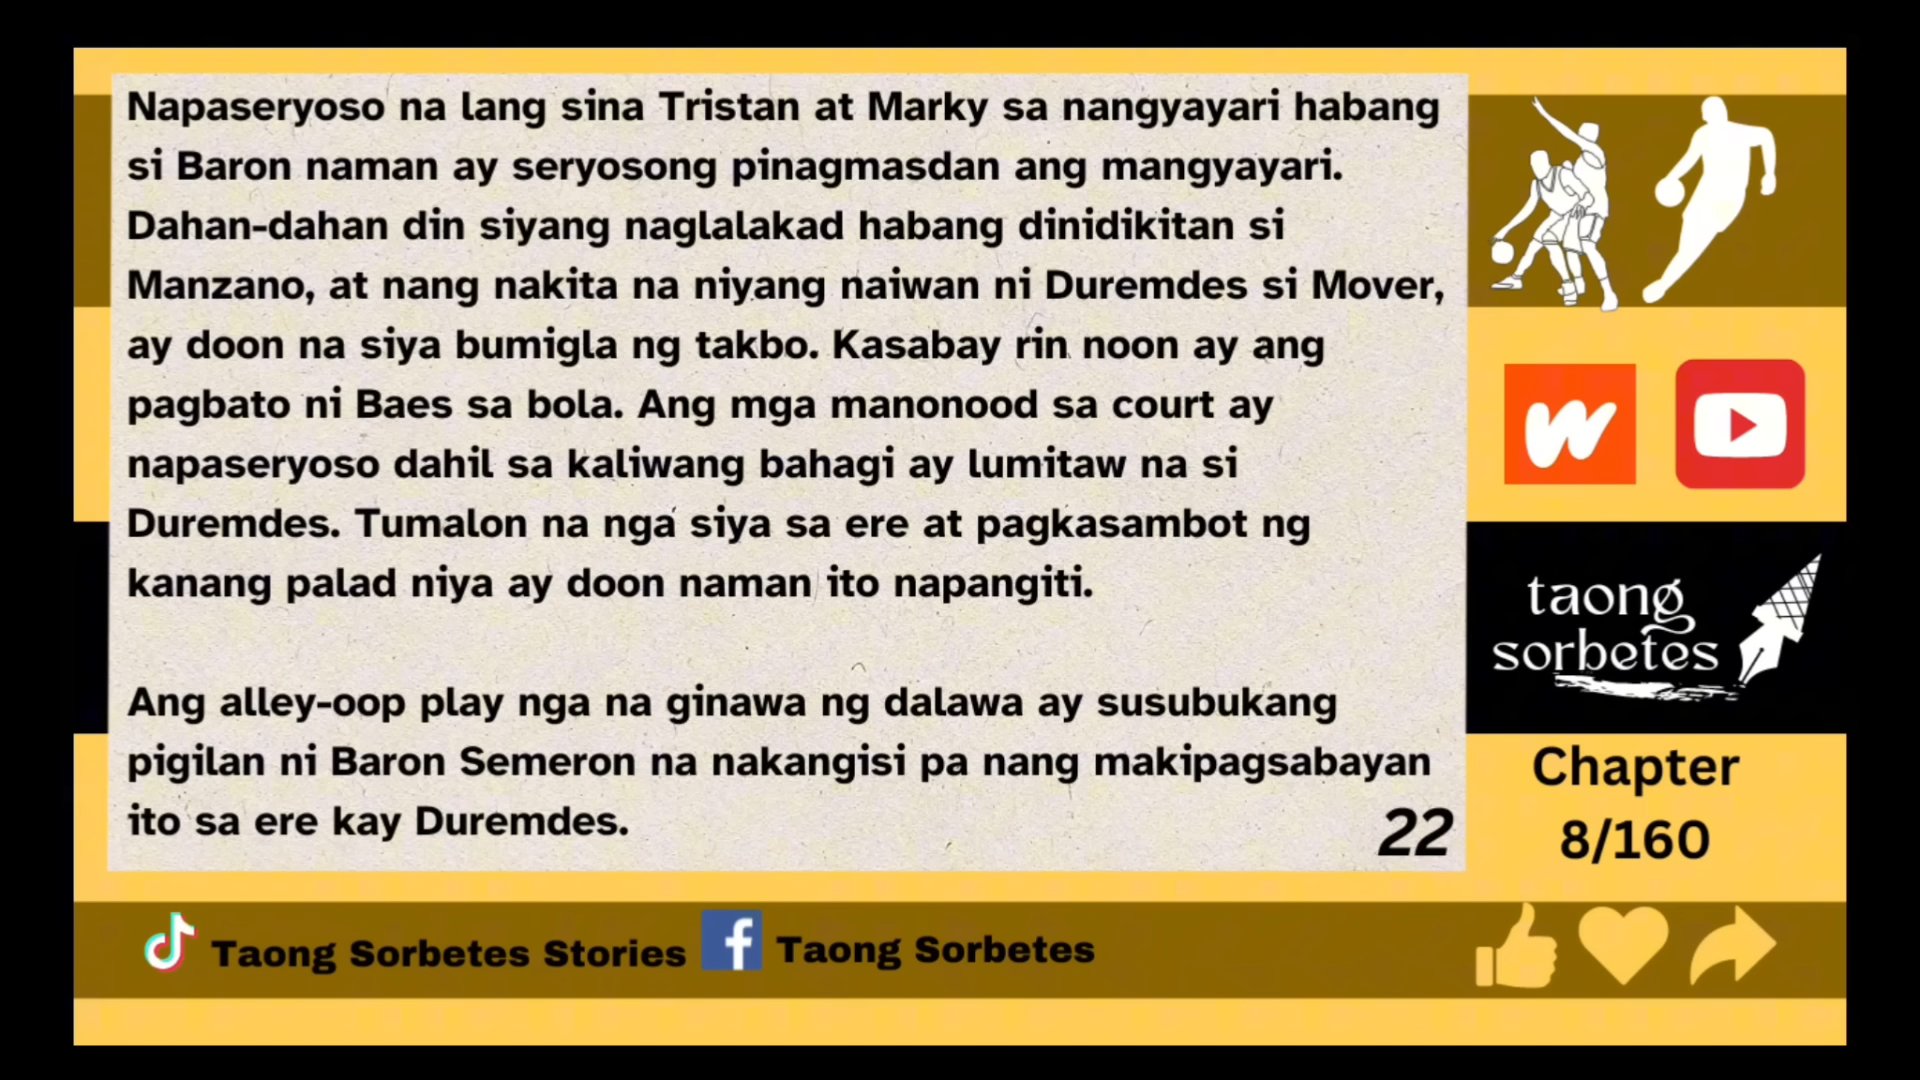 Napaseryoso na lang sina Tristan at Marky sa nangyayari habang
si Baron naman ay seryosong pinagmasdan ang mangyayari.
Dahan-dahan din siyang naglalakad habang dinidikitan si
Manzano, at nang nakita na niyang naiwan ni Duremdes si Mover,
ay doon na siya bumigla ng takbo. Kasabay rin noon ay ang
pagbato ni Baes sa bola. Ang mga manonood sa court ay
napaseryoso dahil sa kaliwang bahagi ay lumitaw na si
Duremdes. Tumalon na nga siya sa ere at pagkasambot ng
kanang palad niya ay doon naman ito napangiti.
Ang alley-oop play nga na ginawa ng dalawa ay susubukang
pigilan ni Baron Semeron na nakangisi pa nang makipagsabayan
ito sa ere kay Duremdes.
22
taong
sorbetes
Chapter
8/160
Taong Sorbetes Stories
Taong Sorbetes